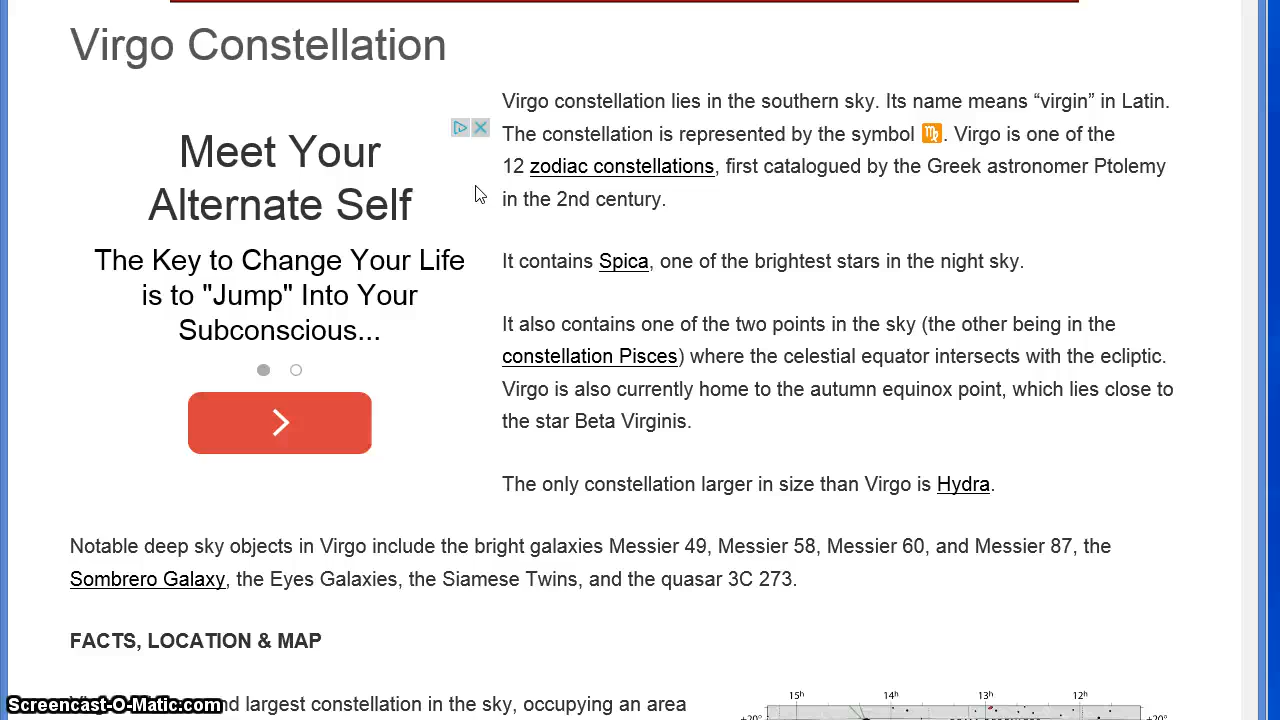 Virgo Constellation
Meet Your
Alternate Self
The Key to Change Your Life
is to "Jump" Into Your
Subconscious...
Virgo constellation lies in the southern sky. Its name means “virgin” in Latin.
The constellation is represented by the symbol ♍. Virgo is one of the
12 zodiac constellations, first catalogued by the Greek astronomer Ptolemy
in the 2nd century.
It contains Spica, one of the brightest stars in the night sky.
It also contains one of the two points in the sky (the other being in the
constellation Pisces) where the celestial equator intersects with the ecliptic.
Virgo is also currently home to the autumn equinox point, which lies close to
the star Beta Virginis.
The only constellation larger in size than Virgo is Hydra.
Notable deep sky objects in Virgo include the bright galaxies Messier 49, Messier 58, Messier 60, and Messier 87, the
Sombrero Galaxy, the Eyes Galaxies, the Siamese Twins, and the quasar 3C 273.
FACTS, LOCATION & MAP
largest constellation in the sky, occupying an area
Screencast-O-Matic.com
15h 14h 13h 12h
+20° +20°